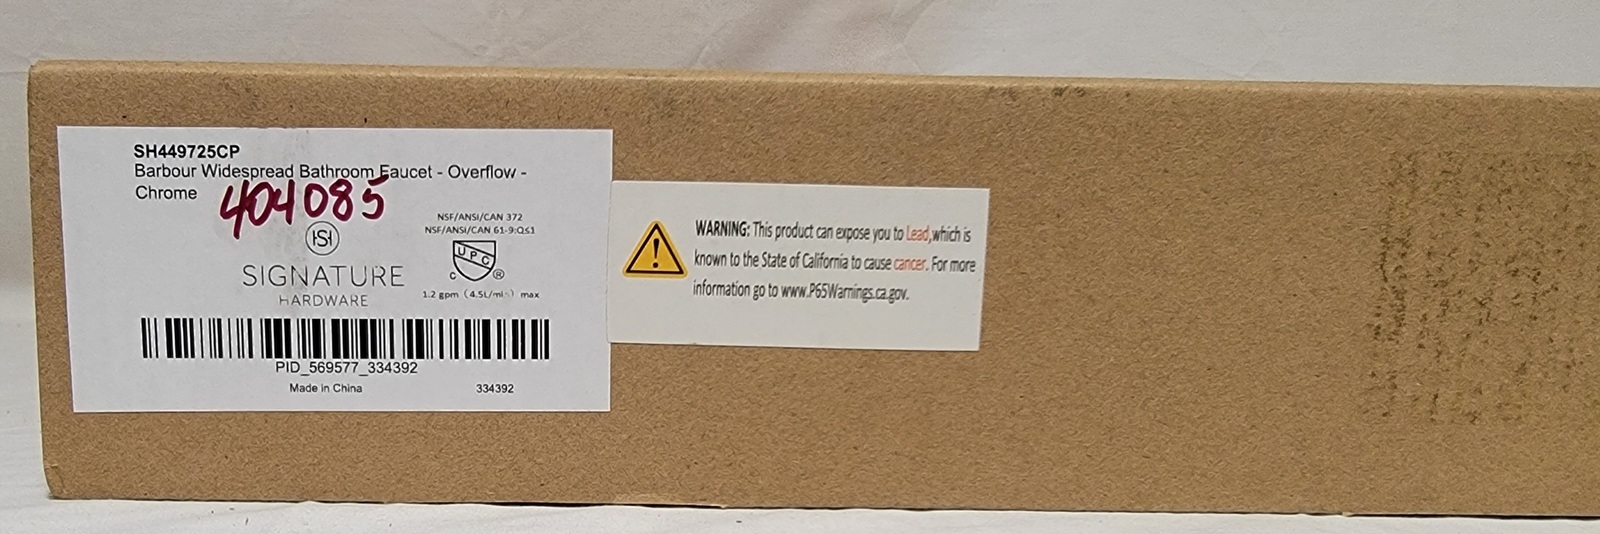 SH449725CP
Barbour Widespread Bathroom Faucet - Overflow -
Chrome
404085
NSF/ANSI/CAN 372
NSF/ANSI/CAN 61-9:Q≤1
HS
UPC
C ®
SIGNATURE
HARDWARE
1.2 gpm (4.5L/min) max
PID_569577_334392
Made in China
334392
WARNING: This product can expose you to Lead,which is
known to the State of California to cause cancer. For more
information go to www.P65Warnings.ca.gov.